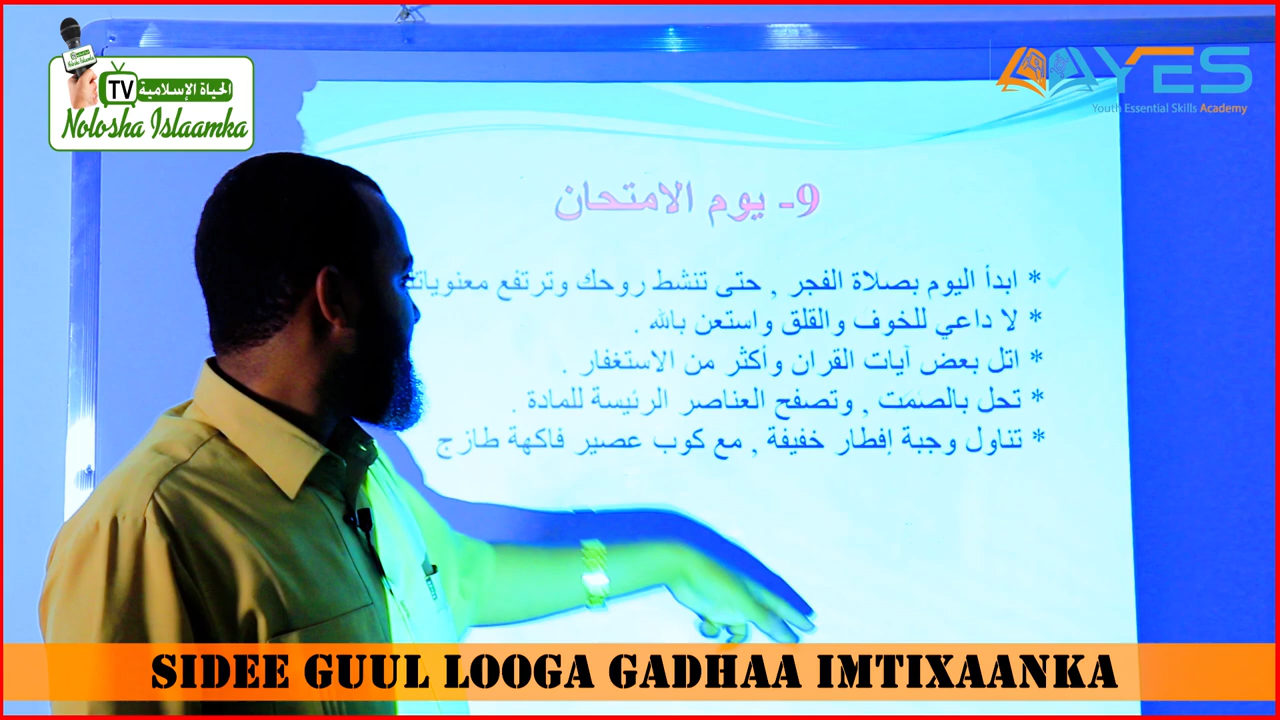 TV الحياة الإسلامية
Nolosha Islaamka
AYES
Youth Essential Skills Academy
9- يوم الامتحان
* ابدأ اليوم بصلاة الفجر , حتى تنشط روحك وترتفع
* لا داعي للخوف والقلق واستعن بالله .
* اتل بعض آيات القران وأكثر من الاستغفار .
* تحل بالصمت , وتصفح العناصر الرئيسة للمادة .
* تناول وجبة إفطار خفيفة , مع كوب عصير فاكهة طازج
SIDEE GUUL LOOGA GADHAA IMTIXAANKA